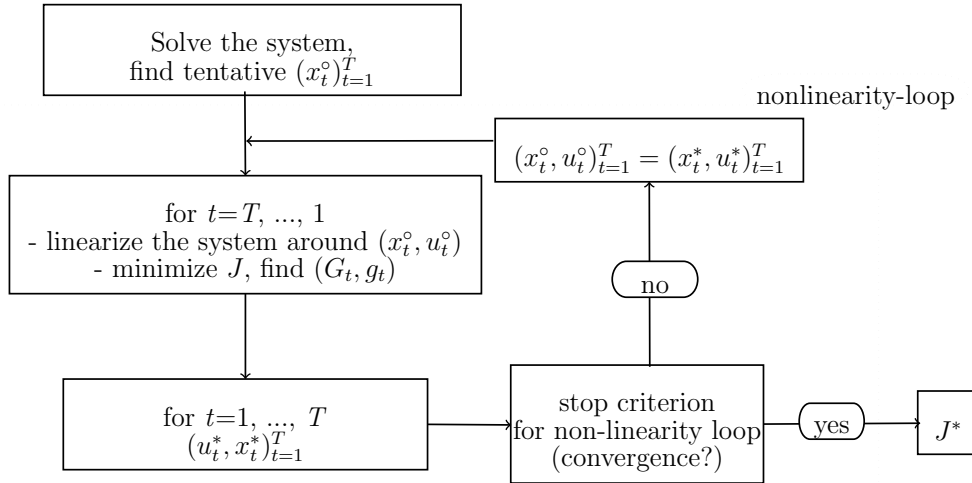 Solve the system,
find tentative $(x_t^\circ)_{t=1}^T$
nonlinearity-loop
$(x_t^\circ, u_t^\circ)_{t=1}^T = (x_t^*, u_t^*)_{t=1}^T$
for $t$=$T$, ..., 1
- linearize the system around $(x_t^\circ, u_t^\circ)$
- minimize $J$, find $(G_t, g_t)$
no
for $t$=1, ..., $T$
$(u_t^*, x_t^*)_{t=1}^T$
stop criterion
for non-linearity loop
(convergence?)
yes
$J^*$